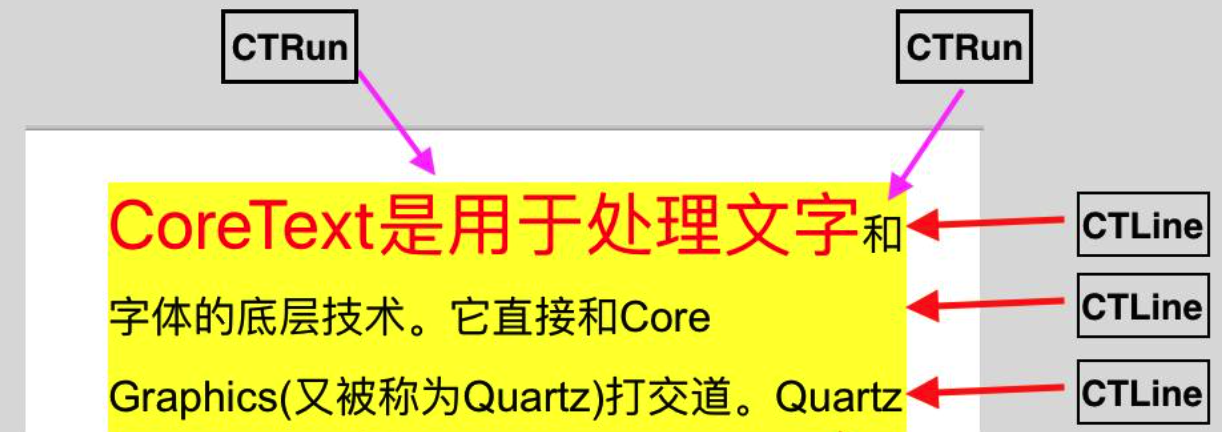 CTRun
CTRun
CoreText是用于处理文字和
CTLine
字体的底层技术。它直接和Core
CTLine
Graphics(又被称为Quartz)打交道。Quartz
CTLine